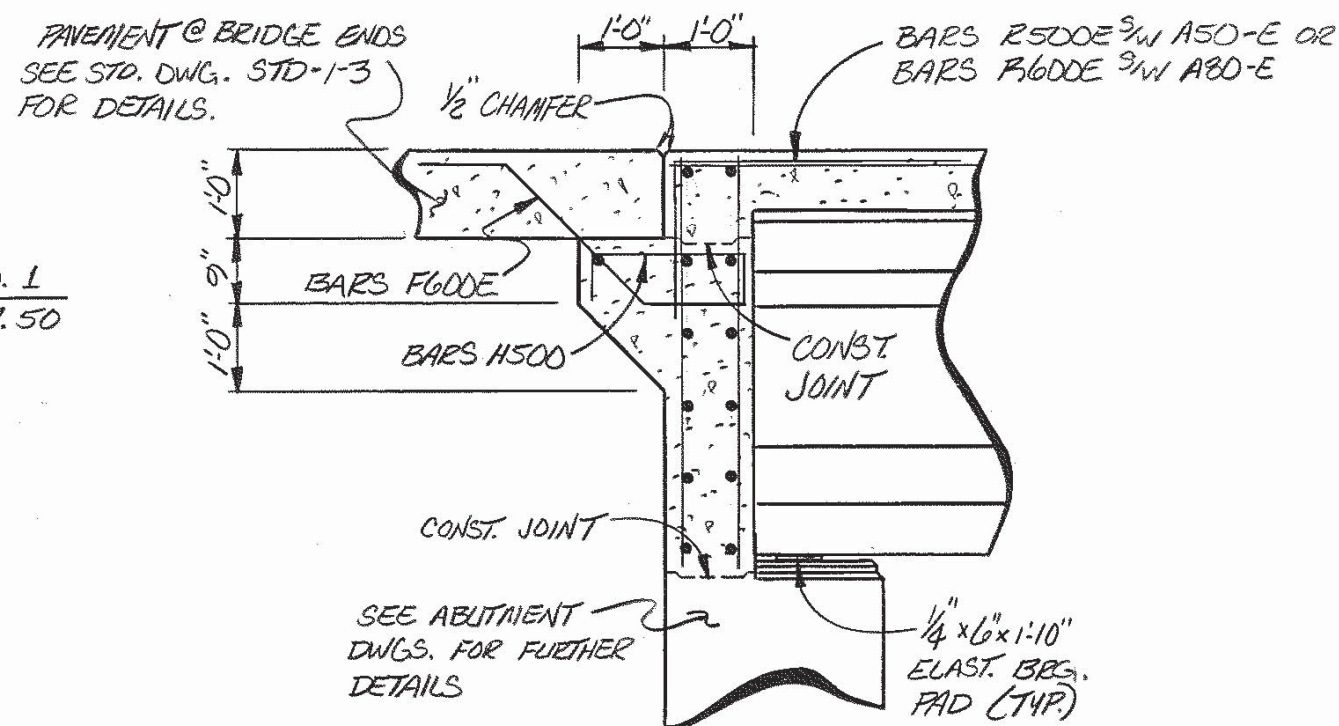 PAVEMENT @ BRIDGE ENDS
SEE STD. DWG. STD-1-3
FOR DETAILS.
1'-0" 1'-0"
BARS R500E S/W A50-E OR
BARS R600E S/W A80-E
1/2" CHAMFER
1'-0"
9"
1'-0"
. 1
.50
BARS F600E
BARS H500
CONST.
JOINT
CONST. JOINT
SEE ABUTMENT
DWGS. FOR FURTHER
DETAILS
1/4" x 6" x 1'-10"
ELAST. BRG.
PAD (TYP.)